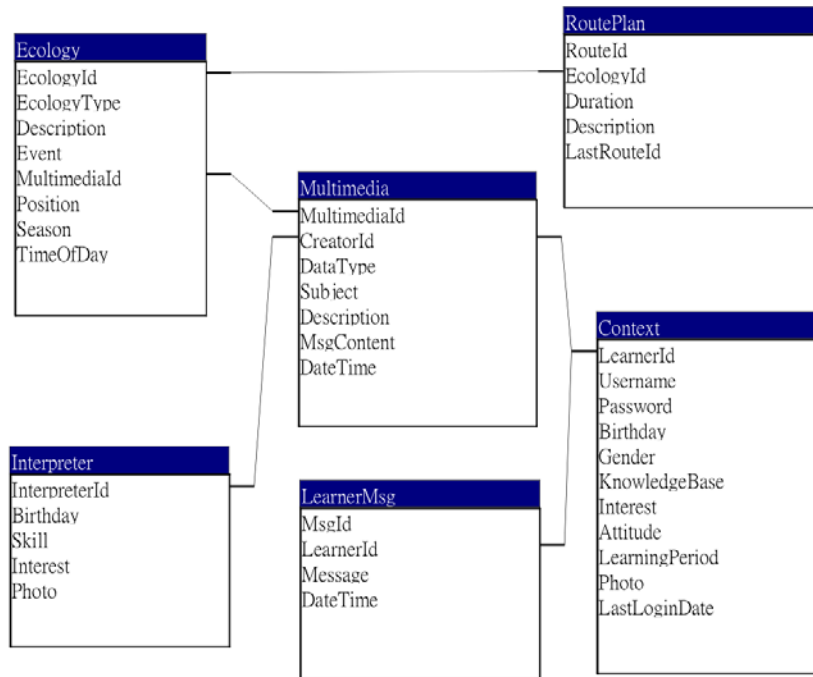 Ecology
EcologyId
EcologyType
Description
Event
MultimediaId
Position
Season
TimeOfDay
RoutePlan
RouteId
EcologyId
Duration
Description
LastRouteId
Multimedia
MultimediaId
CreatorId
DataType
Subject
Description
MsgContent
DateTime
Context
LearnerId
Username
Password
Birthday
Gender
KnowledgeBase
Interest
Attitude
LearningPeriod
Photo
LastLoginDate
Interpreter
InterpreterId
Birthday
Skill
Interest
Photo
LearnerMsg
MsgId
LearnerId
Message
DateTime